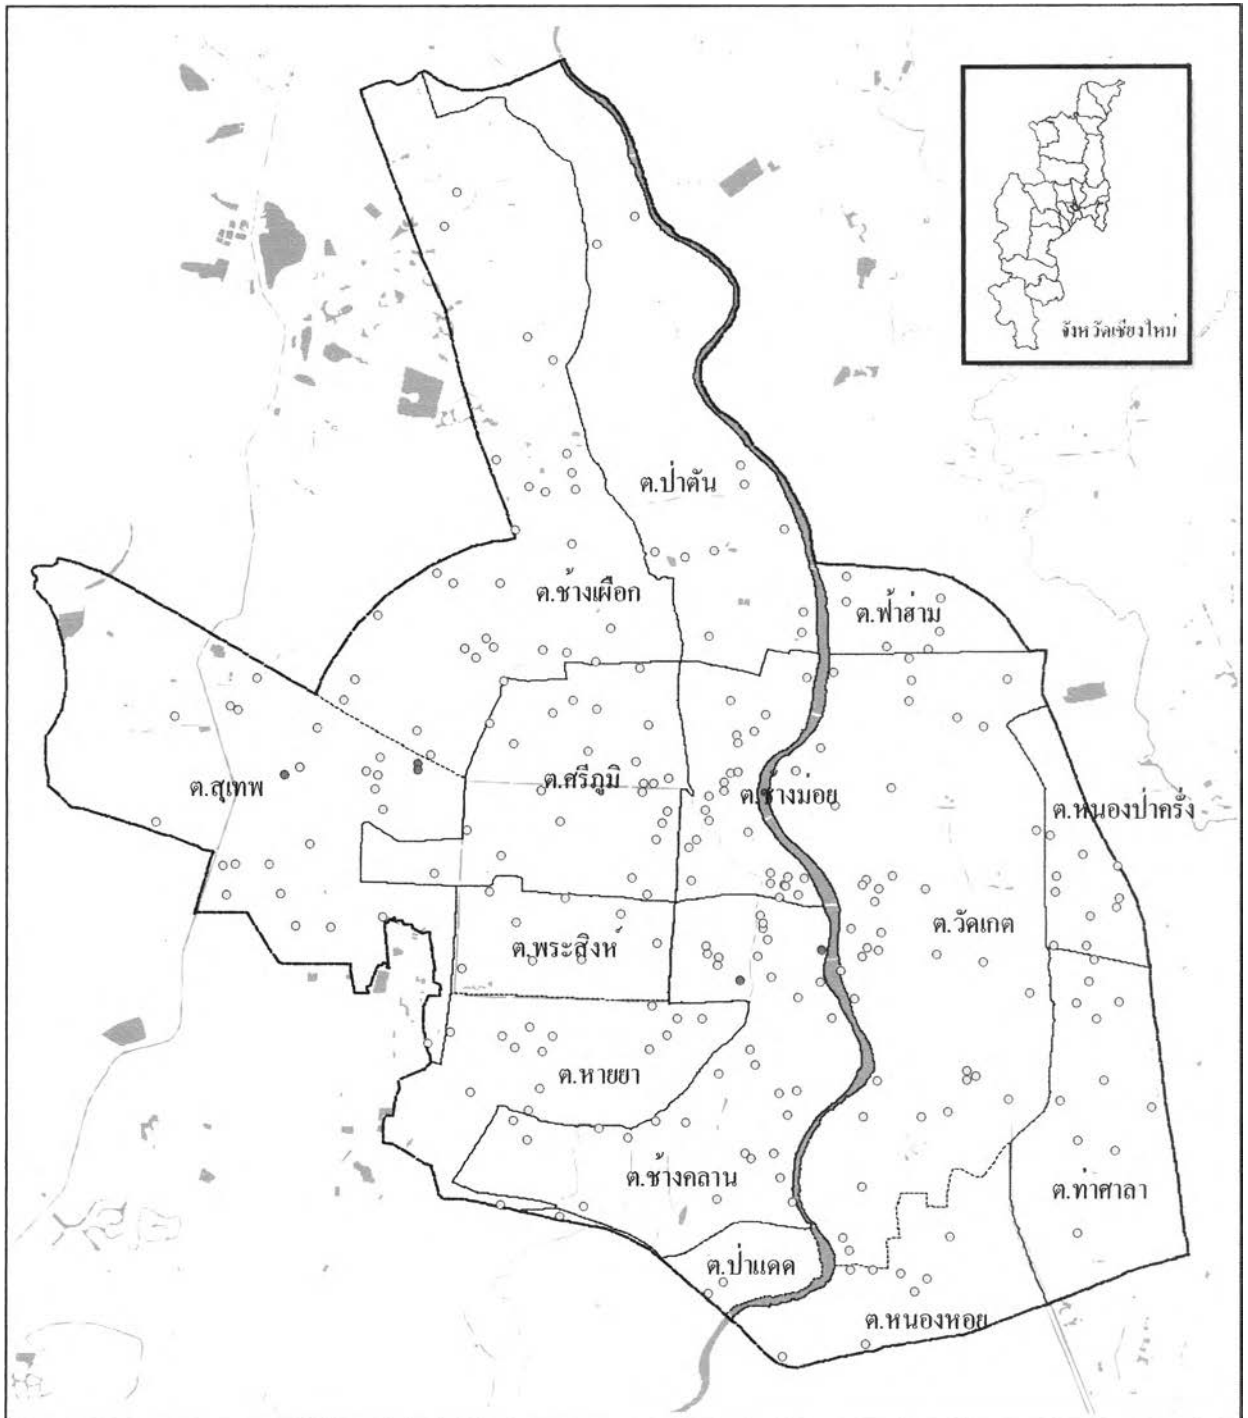 จังหวัดเชียงใหม่
ต.ป่าตัน
ต.ช้างเผือก
ต.ฟ้าฮ่าม
ต.สุเทพ
ต.ศรีภูมิ
ต.ช้างม่อย
ต.หนองป่าครั่ง
ต.วัดเกต
ต.พระสิงห์
ต.หายยา
ต.ช้างคลาน
ต.ท่าศาลา
ต.ป่าแดด
ต.หนองหอย